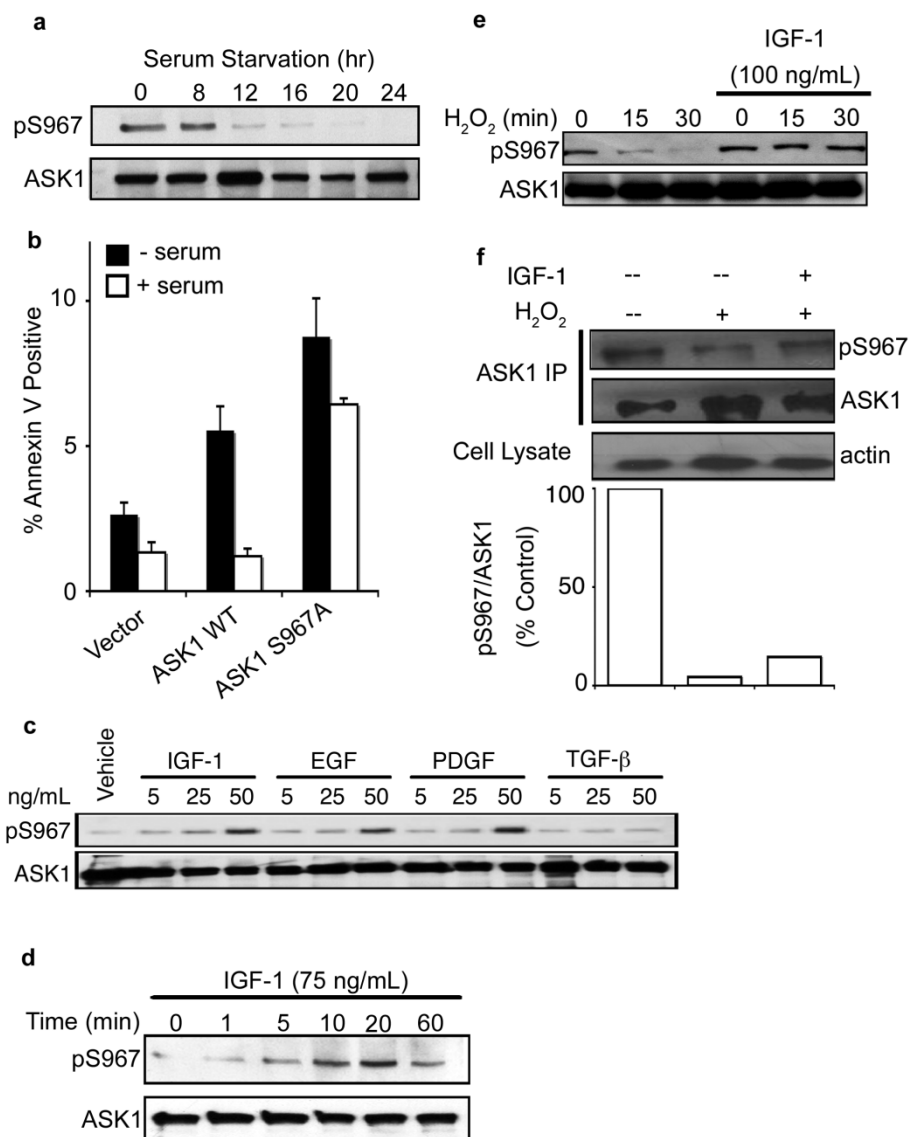 a
Serum Starvation (hr)
0 8 12 16 20 24
pS967
ASK1
b
- serum
+ serum
10
5
0
% Annexin V Positive
Vector
ASK1 WT
ASK1 S967A
c
Vehicle
IGF-1 EGF PDGF TGF-β
ng/mL 5 25 50 5 25 50 5 25 50 5 25 50
pS967
ASK1
d
IGF-1 (75 ng/mL)
Time (min) 0 1 5 10 20 60
pS967
ASK1
e
IGF-1
(100 ng/mL)
H₂O₂ (min) 0 15 30 0 15 30
pS967
ASK1
f
IGF-1 -- -- +
H₂O₂ -- + +
ASK1 IP
pS967
ASK1
Cell Lysate
actin
100
50
0
pS967/ASK1
(% Control)